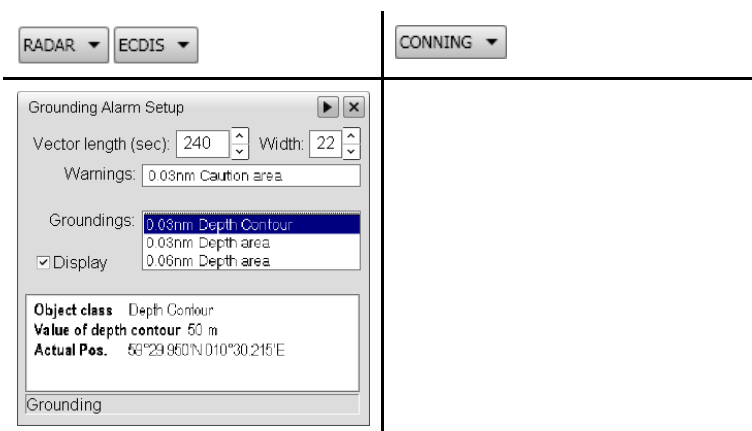 RADAR ECDIS CONNING
Grounding Alarm Setup
Vector length (sec): 240 Width: 22
Warnings: 0.03nm Caution area
Groundings: 0.03nm Depth Contour
0.03nm Depth area
Display 0.06nm Depth area
Object class Depth Contour
Value of depth contour 50 m
Actual Pos. 59°29.950'N 010°30.215'E
Grounding